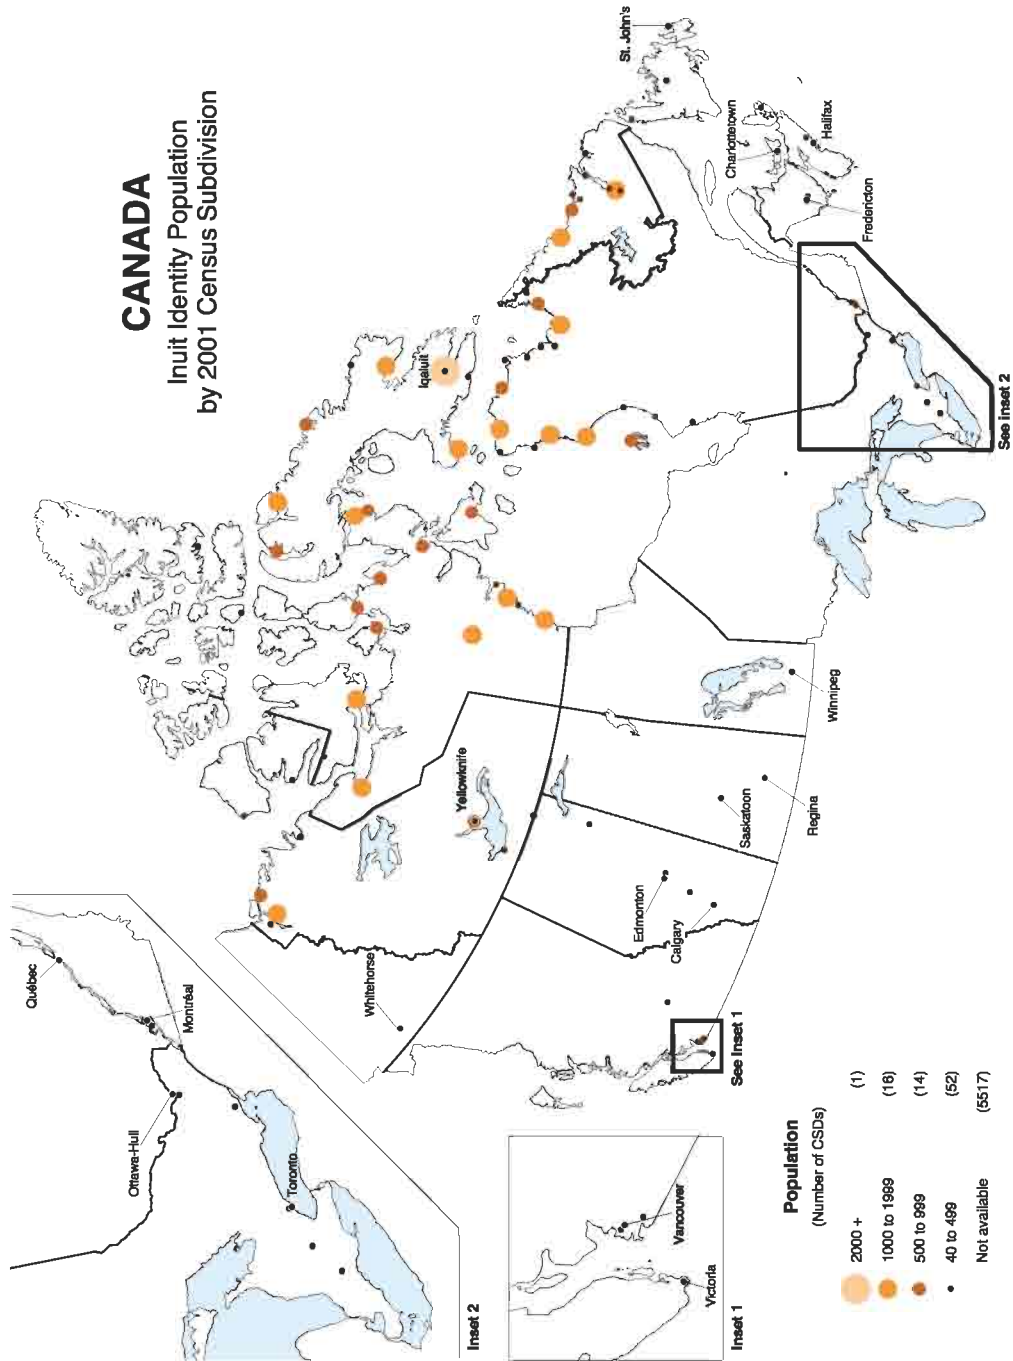 CANADA
Inuit Identity Population
by 2001 Census Subdivision
St. John's
Iqaluit
Charlottetown
Halifax
Fredericton
See inset 2
Yellowknife
Whitehorse
Edmonton
Calgary
Saskatoon
Regina
Winnipeg
See Inset 1
Québec
Montréal
Ottawa-Hull
Toronto
Inset 2
Vancouver
Victoria
Inset 1
Population
(Number of CSDs)
2000 + (1)
1000 to 1999 (16)
500 to 999 (14)
40 to 499 (52)
Not available (5517)